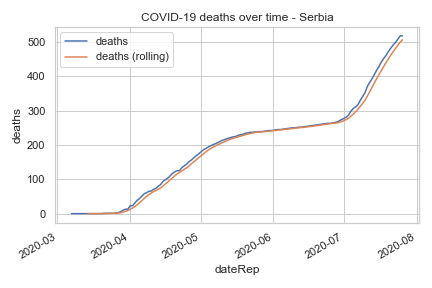 COVID-19 deaths over time - Serbia
deaths
deaths (rolling)
500
400
300
200
100
0
deaths
2020-03
2020-04
2020-05
2020-06
2020-07
2020-08
dateRep